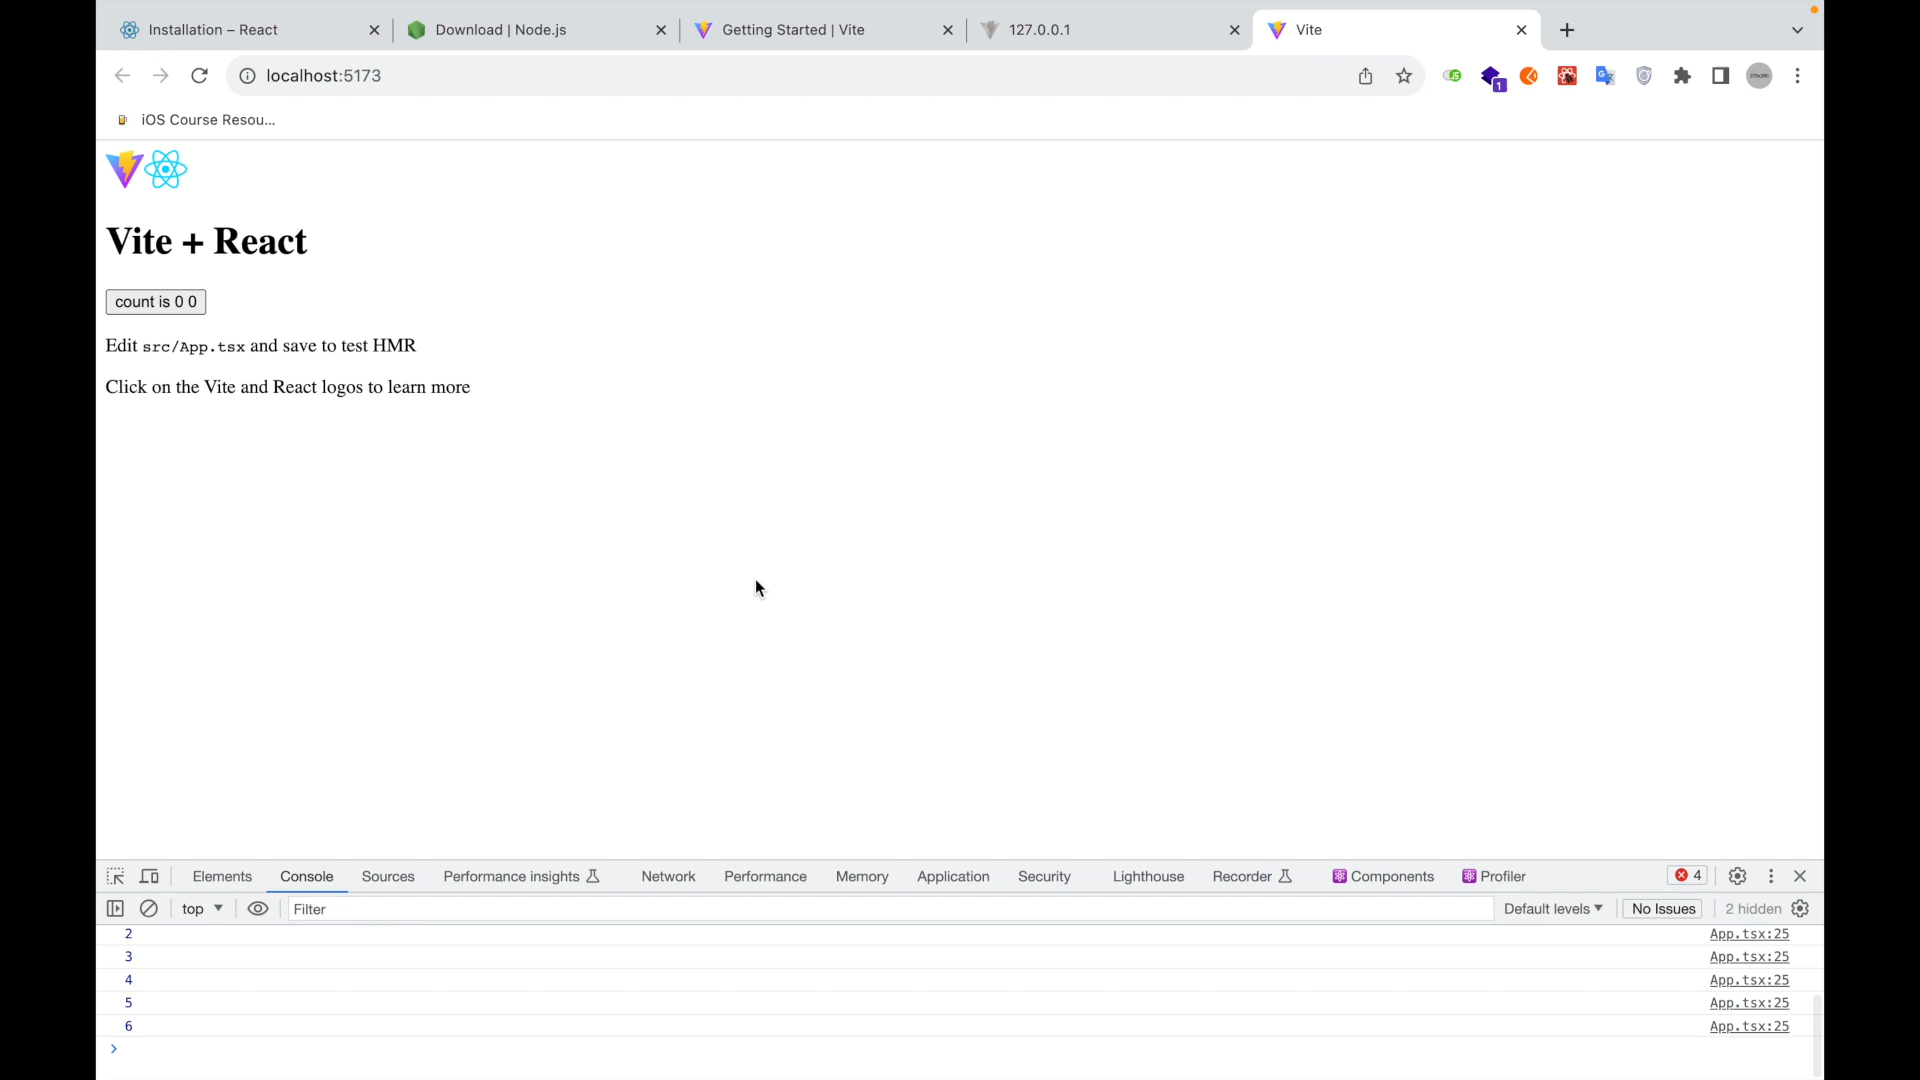 Installation – React
Download | Node.js
Getting Started | Vite
127.0.0.1
Vite
localhost:5173
1
iOS Course Resou...
Vite + React
count is 0 0
Edit src/App.tsx and save to test HMR
Click on the Vite and React logos to learn more
Elements
Console
Sources
Performance insights
Network
Performance
Memory
Application
Security
Lighthouse
Recorder
Components
Profiler
4
top
Filter
Default levels
No Issues
2 hidden
2 App.tsx:25
3 App.tsx:25
4 App.tsx:25
5 App.tsx:25
6 App.tsx:25